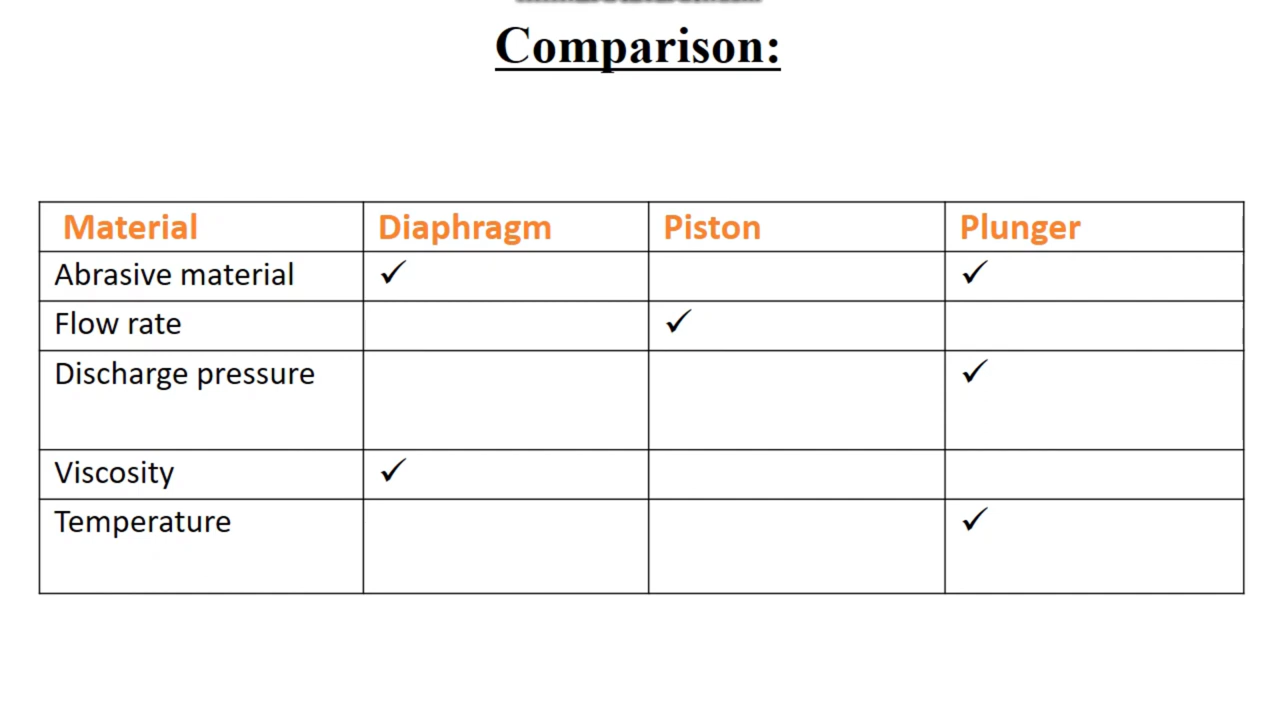 Comparison:
Material Diaphragm Piston Plunger
Abrasive material ✓ ✓
Flow rate ✓
Discharge pressure ✓
Viscosity ✓
Temperature ✓